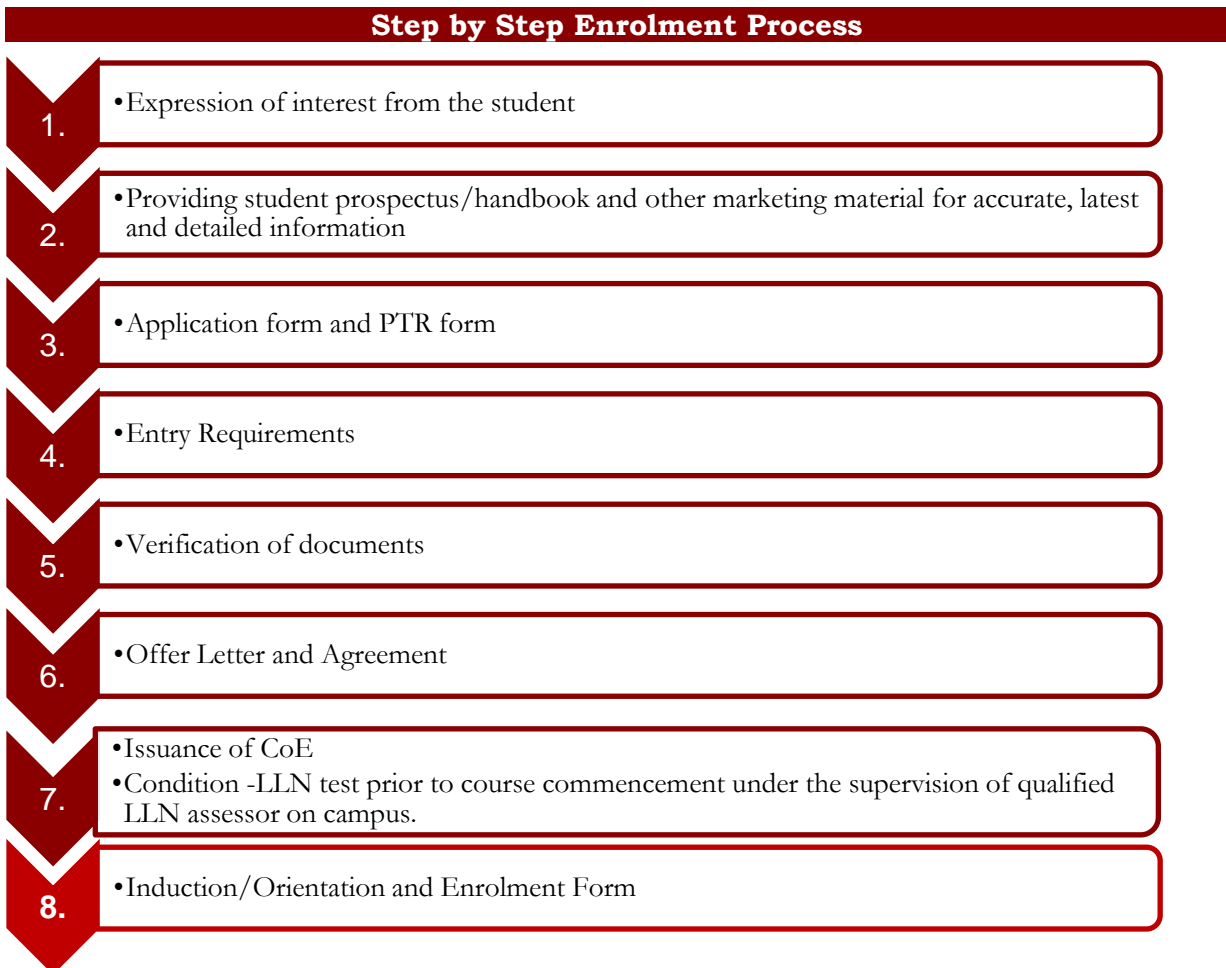 Step by Step Enrolment Process
1.
•Expression of interest from the student
2.
•Providing student prospectus/handbook and other marketing material for accurate, latest
and detailed information
3.
•Application form and PTR form
4.
•Entry Requirements
5.
•Verification of documents
6.
•Offer Letter and Agreement
7.
•Issuance of CoE
•Condition -LLN test prior to course commencement under the supervision of qualified
LLN assessor on campus.
8.
•Induction/Orientation and Enrolment Form